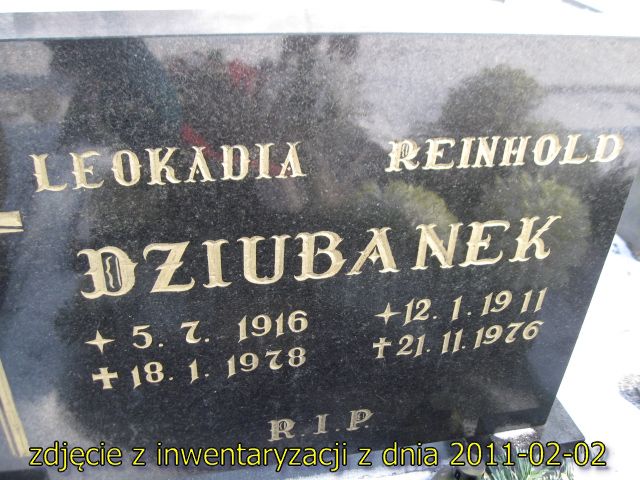 LEOKADIA REINHOLD
DZIUBANEK
5. 7. 1916 12. 1. 1911
18. 1. 1978 21. 11. 1976
R.I.P.
zdjęcie z inwentaryzacji z dnia 2011-02-02